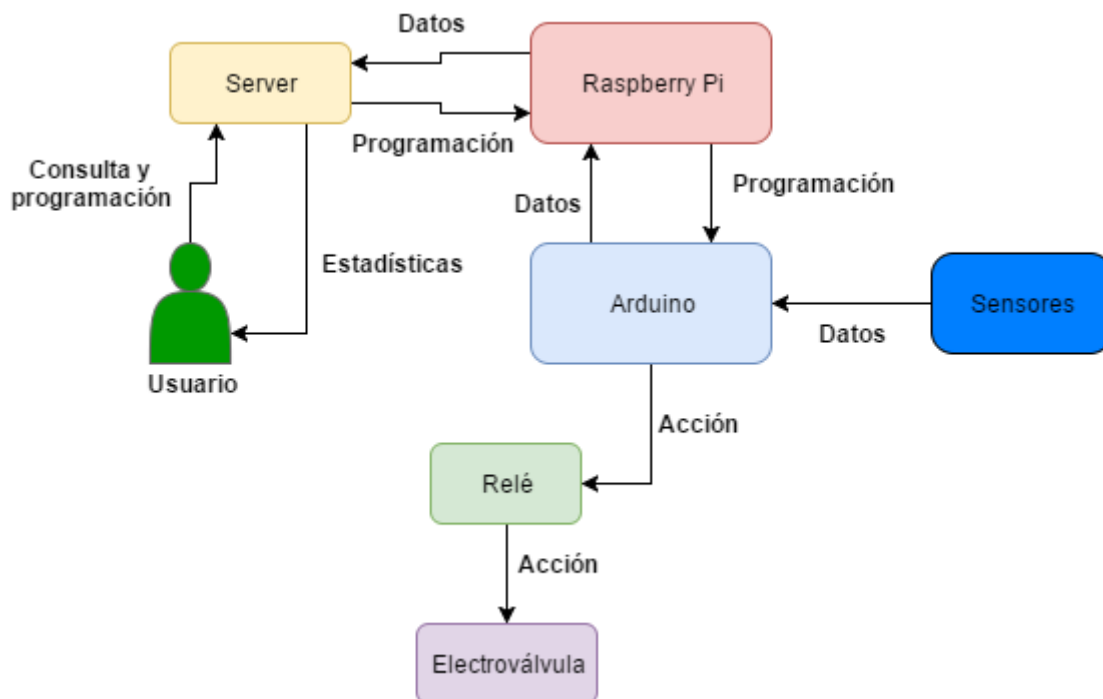 Datos
Server
Raspberry Pi
Programación
Consulta y
programación
Datos
Programación
Estadísticas
Arduino
Sensores
Datos
Usuario
Acción
Relé
Acción
Electroválvula